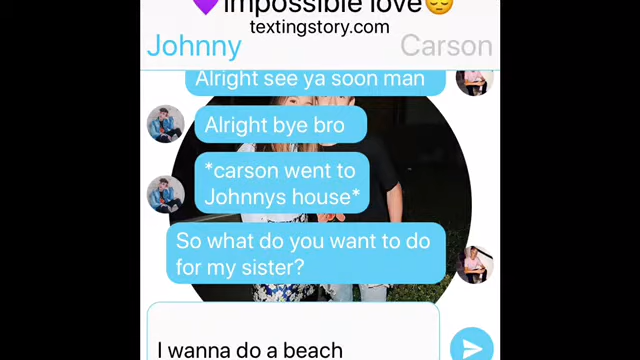 💜impossible love😔
textingstory.com
Johnny Carson
Alright see ya soon man
Alright bye bro
*carson went to
Johnnys house*
So what do you want to do
for my sister?
I wanna do a beach